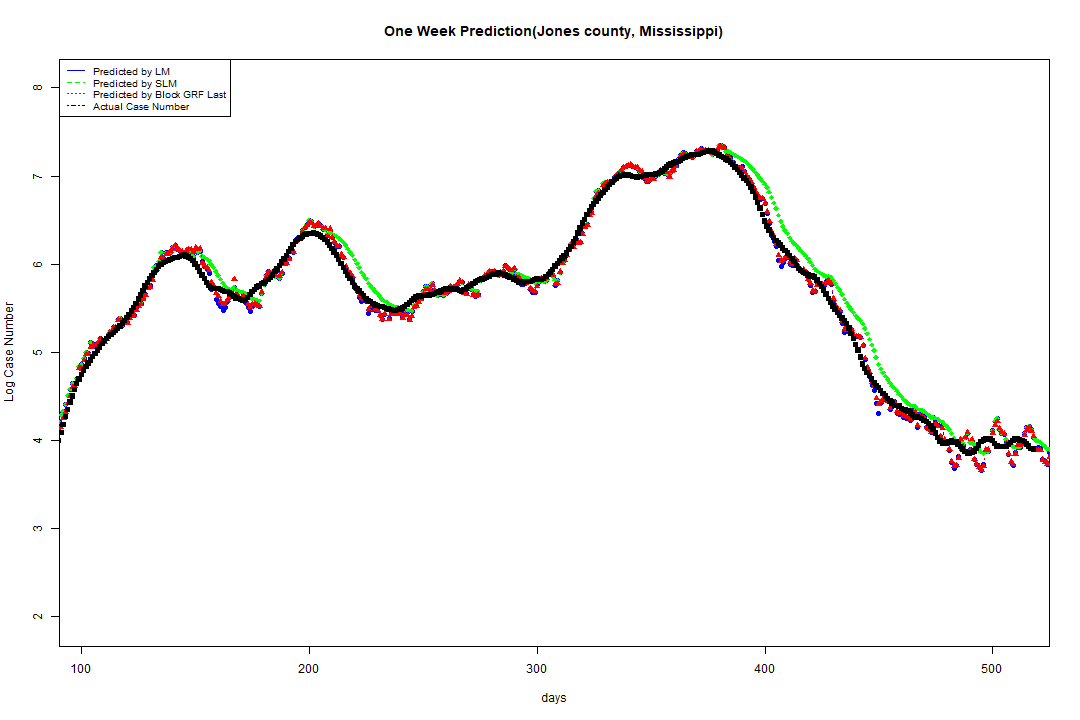 One Week Prediction(Jones county, Mississippi)
Predicted by LM
Predicted by SLM
Predicted by Block GRF Last
Actual Case Number
8
7
6
5
4
3
2
Log Case Number
100 200 300 400 500
days